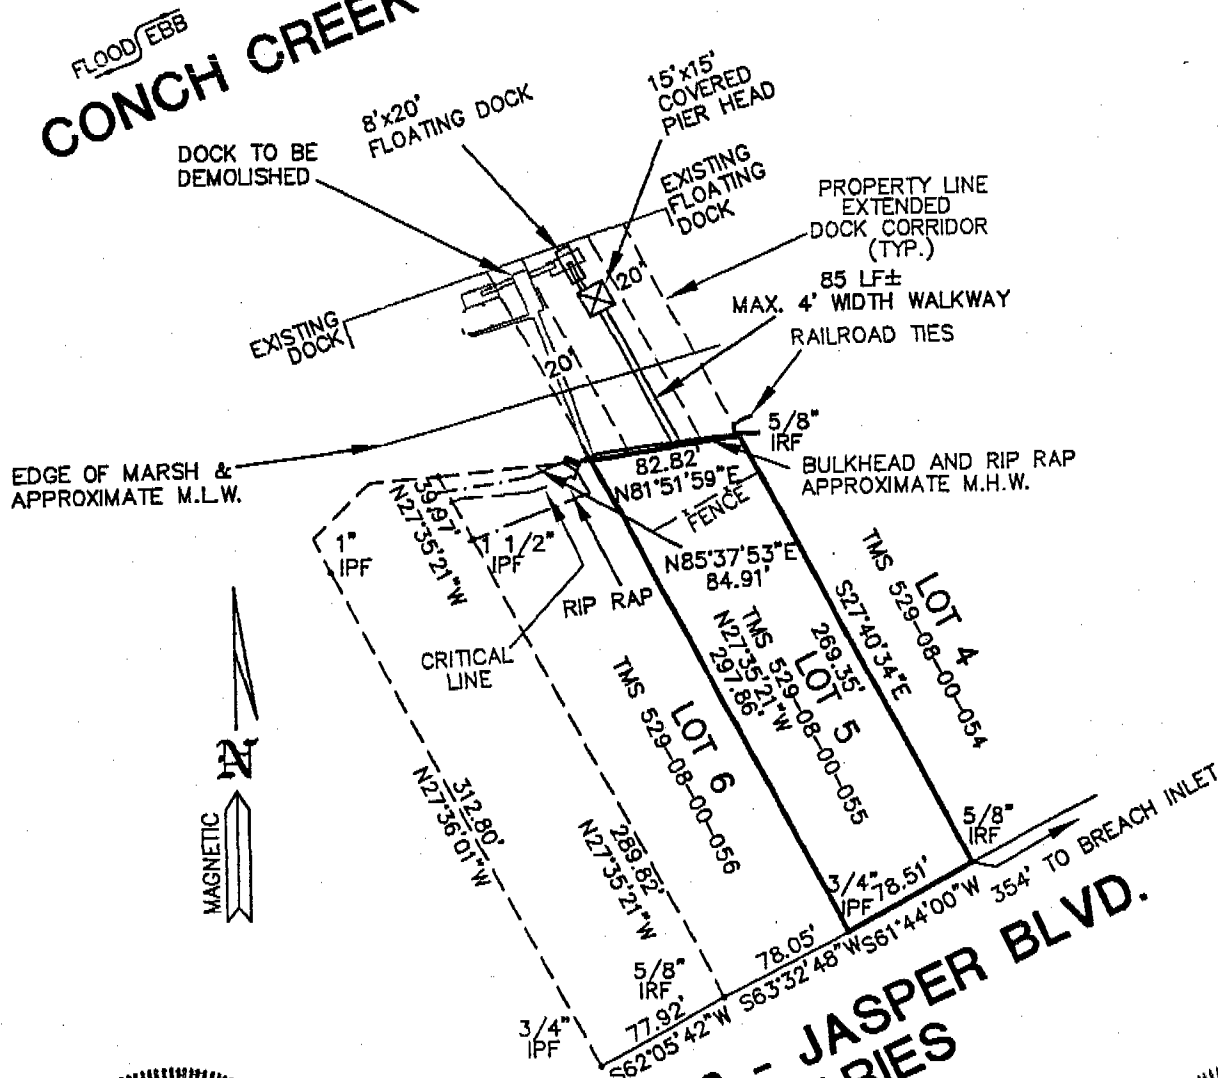 FLOOD EBB
CONCH CREEK
8'x20'
FLOATING DOCK
15'x15'
COVERED
PIER HEAD
DOCK TO BE
DEMOLISHED
EXISTING
FLOATING
DOCK
PROPERTY LINE
EXTENDED
DOCK CORRIDOR
(TYP.)
85 LF±
MAX. 4' WIDTH WALKWAY
RAILROAD TIES
20'
20'
EXISTING
DOCK
5/8"
IRF
EDGE OF MARSH &
APPROXIMATE M.L.W.
82.82'
N81°51'59"E
BULKHEAD AND RIP RAP
APPROXIMATE M.H.W.
FENCE
39.97'
N27°35'21"W
1"
IPF
1 1/2"
IPF
N85°37'53"E
84.91'
RIP RAP
CRITICAL
LINE
LOT 4
TMS 529-08-00-054
S27°40'34"E
269.35'
LOT 5
TMS 529-08-00-055
N27°35'21"W
297.86'
LOT 6
TMS 529-08-00-056
312.80'
N27°36'01"W
289.82'
N27°35'21"W
N
MAGNETIC
5/8"
IRF
354' TO BREACH INLET
3/4"
IPF
78.51'
S61°44'00"W
78.05'
S63°32'48"W
5/8"
IRF
77.92'
S62°05'42"W
3/4"
IPF
- JASPER BLVD.